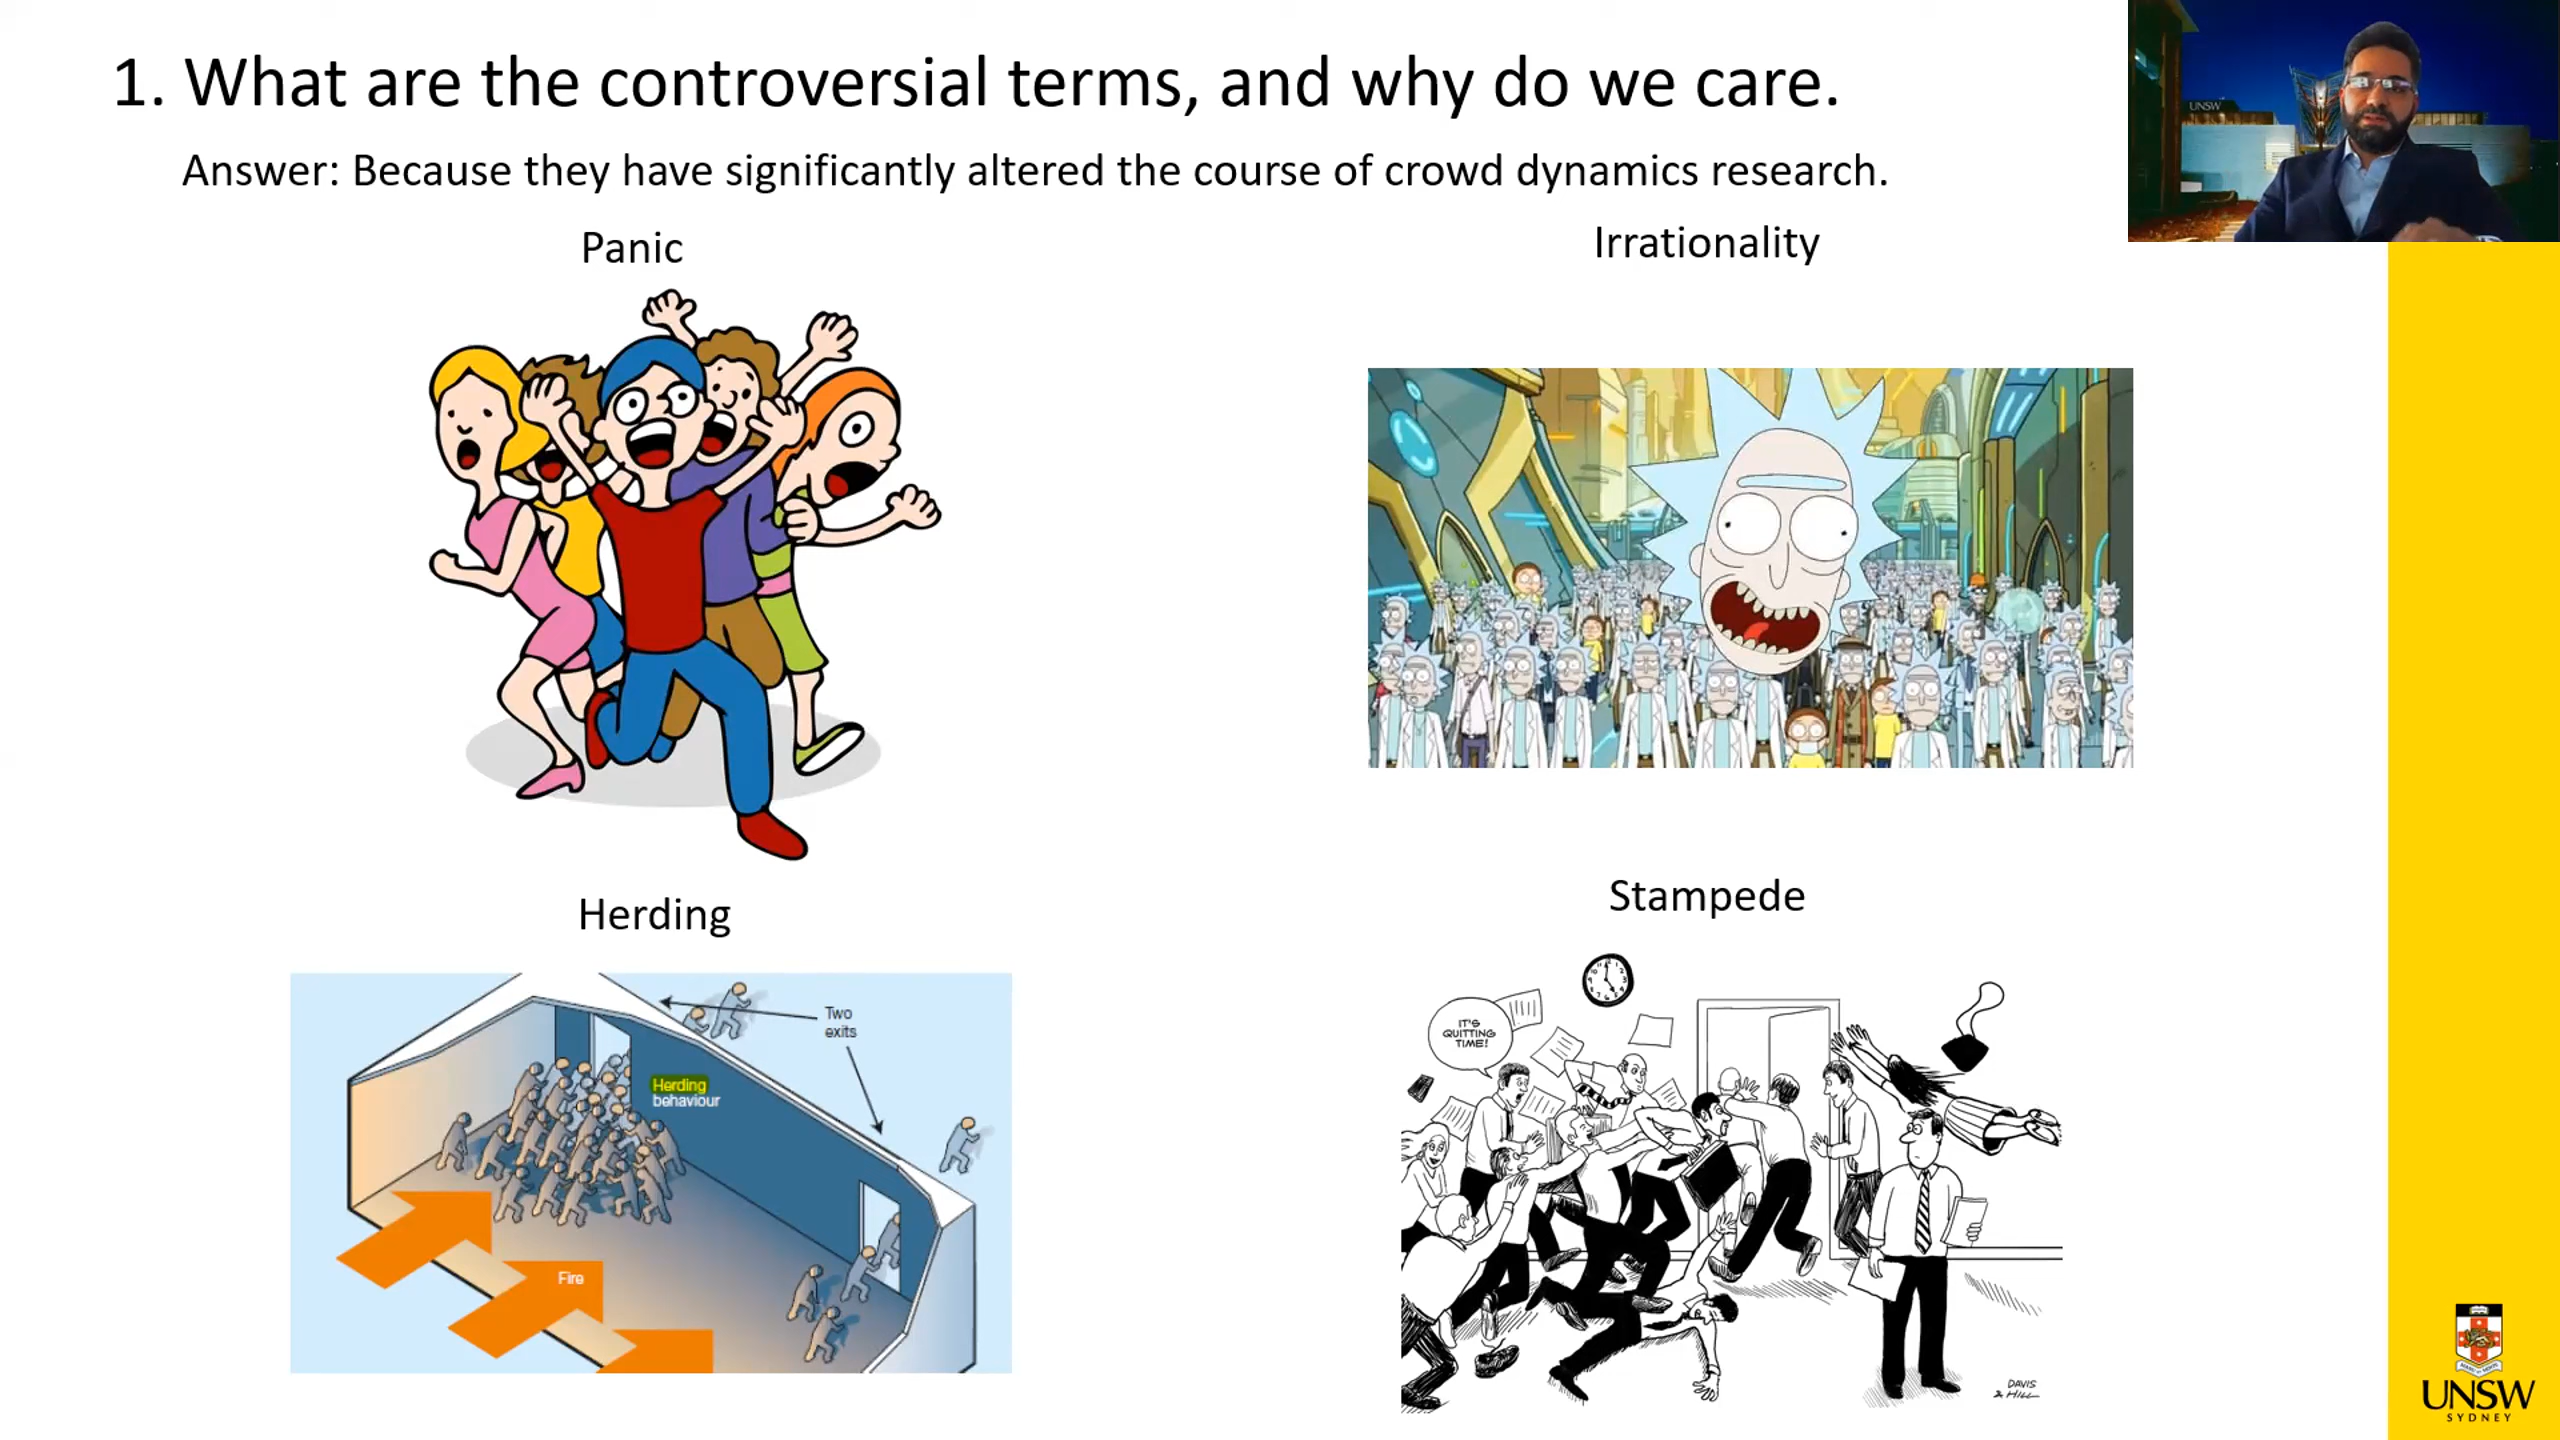 1. What are the controversial terms, and why do we care.
UNSW
Answer: Because they have significantly altered the course of crowd dynamics research.
Panic
Irrationality
Herding
Stampede
Two
exits
Herding
behaviour
Fire
IT'S
QUITTING
TIME!
DAVIS
& HILL
UNSW
SYDNEY